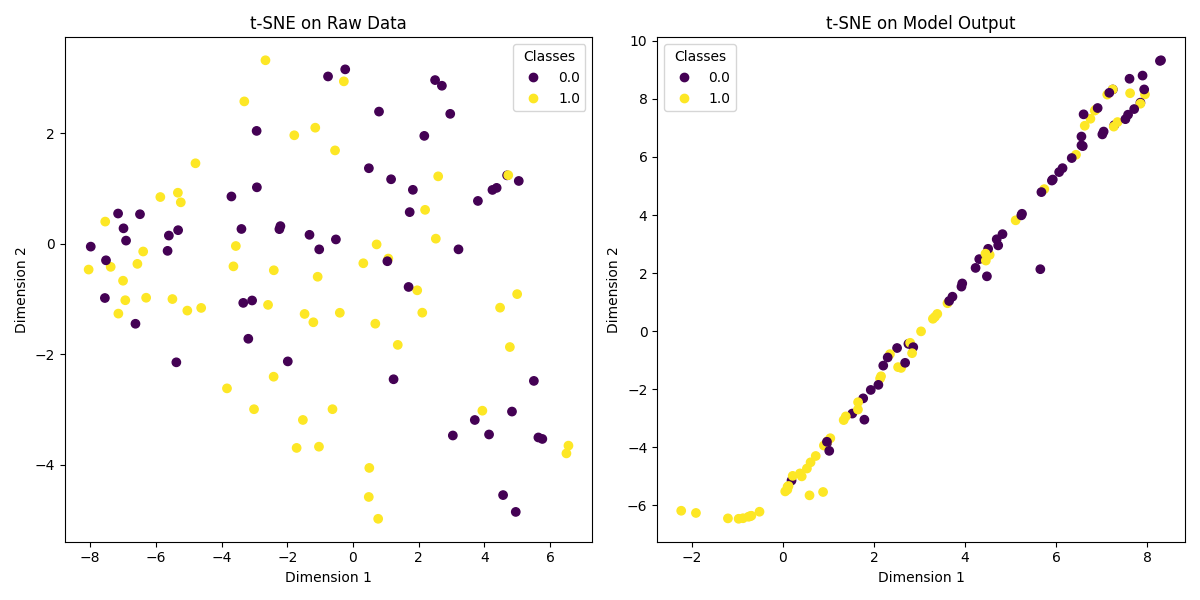 t-SNE on Raw Data
Classes
0.0
1.0
Dimension 2
2
0
−2
−4
−8 −6 −4 −2 0 2 4 6
Dimension 1
t-SNE on Model Output
Classes
0.0
1.0
Dimension 2
10
8
6
4
2
0
−2
−4
−6
−2 0 2 4 6 8
Dimension 1